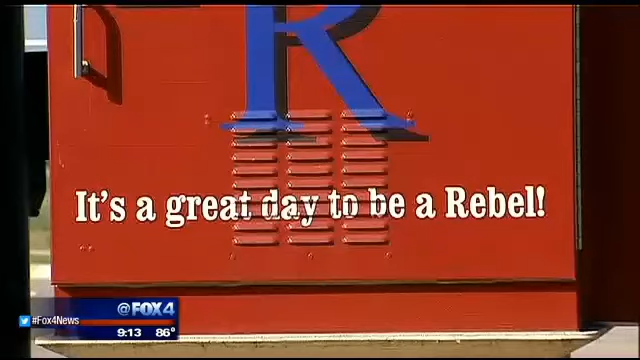 R
It's a great day to be a Rebel!
@FOX4
#Fox4News
9:13 86°